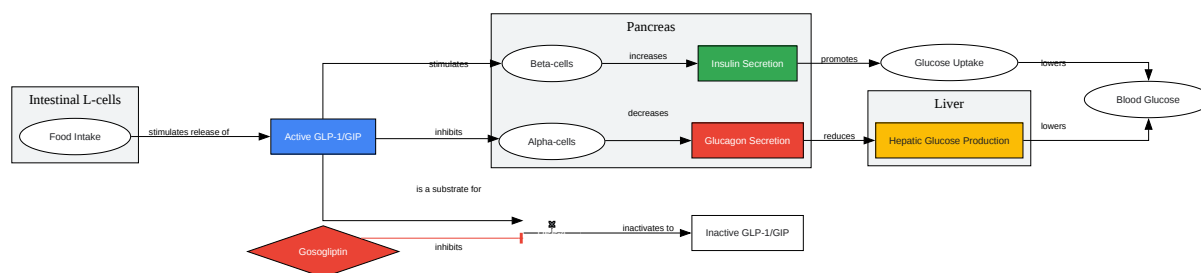 Pancreas
Beta-cells
increases
Insulin Secretion
promotes
Glucose Uptake
lowers
stimulates
Intestinal L-cells
Food Intake
stimulates release of
Active GLP-1/GIP
inhibits
Alpha-cells
decreases
Glucagon Secretion
reduces
Liver
Hepatic Glucose Production
lowers
Blood Glucose
is a substrate for
inactivates to
Inactive GLP-1/GIP
Gosogliptin
inhibits